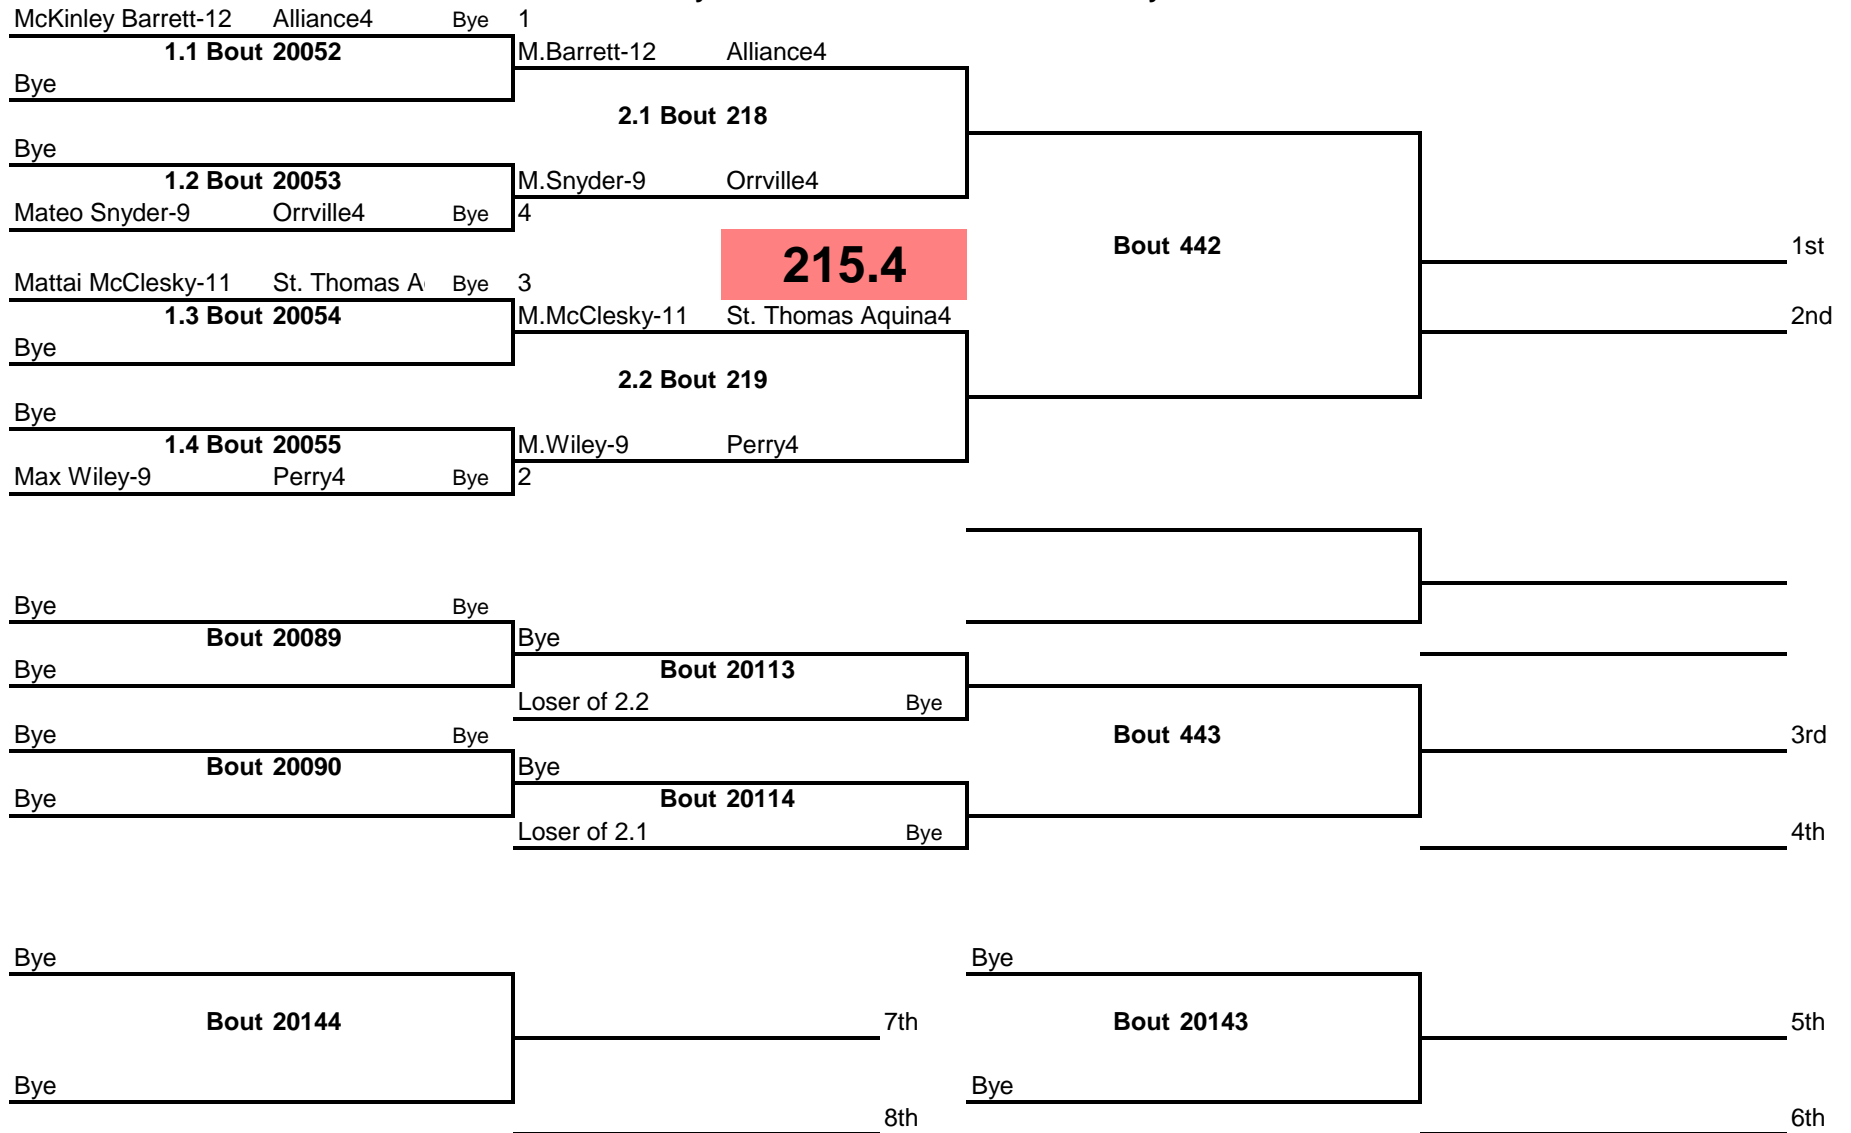 McKinley Barrett-12 Alliance4 Bye 1
1.1 Bout 20052 M.Barrett-12 Alliance4
Bye
2.1 Bout 218
Bye
1.2 Bout 20053 M.Snyder-9 Orrville4
Mateo Snyder-9 Orrville4 Bye 4
215.4 Bout 442 1st
Mattai McClesky-11 St. Thomas A Bye 3
1.3 Bout 20054 M.McClesky-11 St. Thomas Aquina4 2nd
Bye
2.2 Bout 219
Bye
1.4 Bout 20055 M.Wiley-9 Perry4
Max Wiley-9 Perry4 Bye 2
Bye Bye
Bout 20089 Bye
Bye Bout 20113
Loser of 2.2 Bye
Bye Bye Bout 443 3rd
Bout 20090 Bye
Bye Bout 20114
Loser of 2.1 Bye 4th
Bye Bye
Bout 20144 7th Bout 20143 5th
Bye Bye
8th 6th